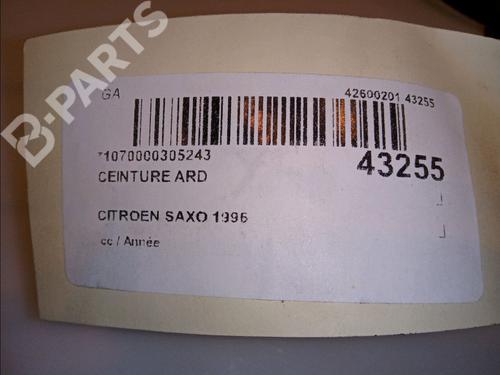 B-PARTS
GA 42600201 43255
*1070000305243
43255
CEINTURE ARD
CITROEN SAXO 1996
cc / Année